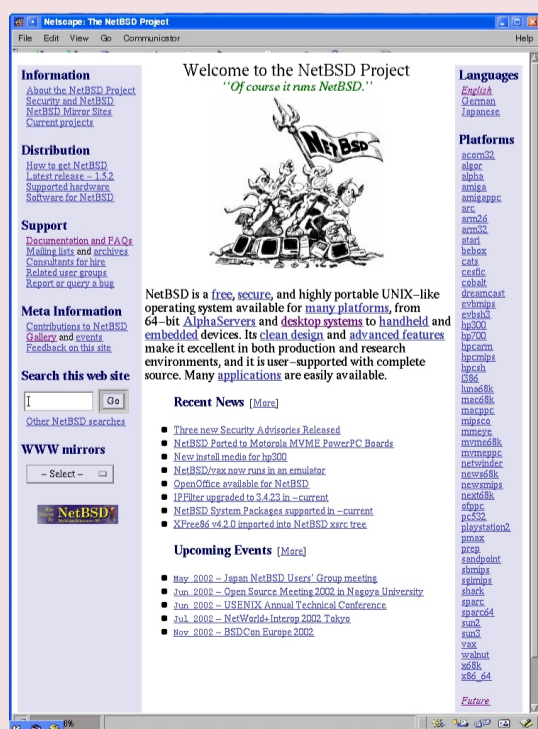 Netscape: The NetBSD Project
File Edit View Go Communicator Help
Information
About the NetBSD Project
Security and NetBSD
NetBSD Mirror Sites
Current projects
Distribution
How to get NetBSD
Latest release – 1.5.2
Supported hardware
Software for NetBSD
Support
Documentation and FAQs
Mailing lists and archives
Consultants for hire
Related user groups
Report or query a bug
Meta Information
Contributions to NetBSD
Gallery and events
Feedback on this site
Search this web site
Go
Other NetBSD searches
WWW mirrors
– Select –
NetBSD
Welcome to the NetBSD Project
‘‘Of course it runs NetBSD.’’
NetBSD
NetBSD is a free, secure, and highly portable UNIX–like
operating system available for many platforms, from
64–bit AlphaServers and desktop systems to handheld and
embedded devices. Its clean design and advanced features
make it excellent in both production and research
environments, and it is user–supported with complete
source. Many applications are easily available.
Recent News [More]
Three new Security Advisories Released
NetBSD Ported to Motorola MVME PowerPC Boards
New install media for hp300
NetBSD/vax now runs in an emulator
OpenOffice available for NetBSD
IPFilter upgraded to 3.4.23 in –current
NetBSD System Packages supported in –current
XFree86 v4.2.0 imported into NetBSD xsrc tree
Upcoming Events [More]
May 2002 – Japan NetBSD Users' Group meeting
Jun 2002 – Open Source Meeting 2002 in Nagoya University
Jun 2002 – USENIX Annual Technical Conference
Jul 2002 – NetWorld+Interop 2002 Tokyo
Nov 2002 – BSDCon Europe 2002
Languages
English
German
Japanese
Platforms
acorn32
algor
alpha
amiga
amigappc
arc
arm26
arm32
atari
bebox
cats
cesfic
cobalt
dreamcast
evbmips
evbsh3
hp300
hp700
hpcarm
hpcmips
hpcsh
i386
luna68k
mac68k
macppc
mipsco
mmeye
mvme68k
mvmeppc
netwinder
news68k
newsmips
next68k
ofppc
pc532
playstation2
pmax
prep
sandpoint
sbmips
sgimips
shark
sparc
sparc64
sun2
sun3
vax
walnut
x68k
x86_64
Future
0%